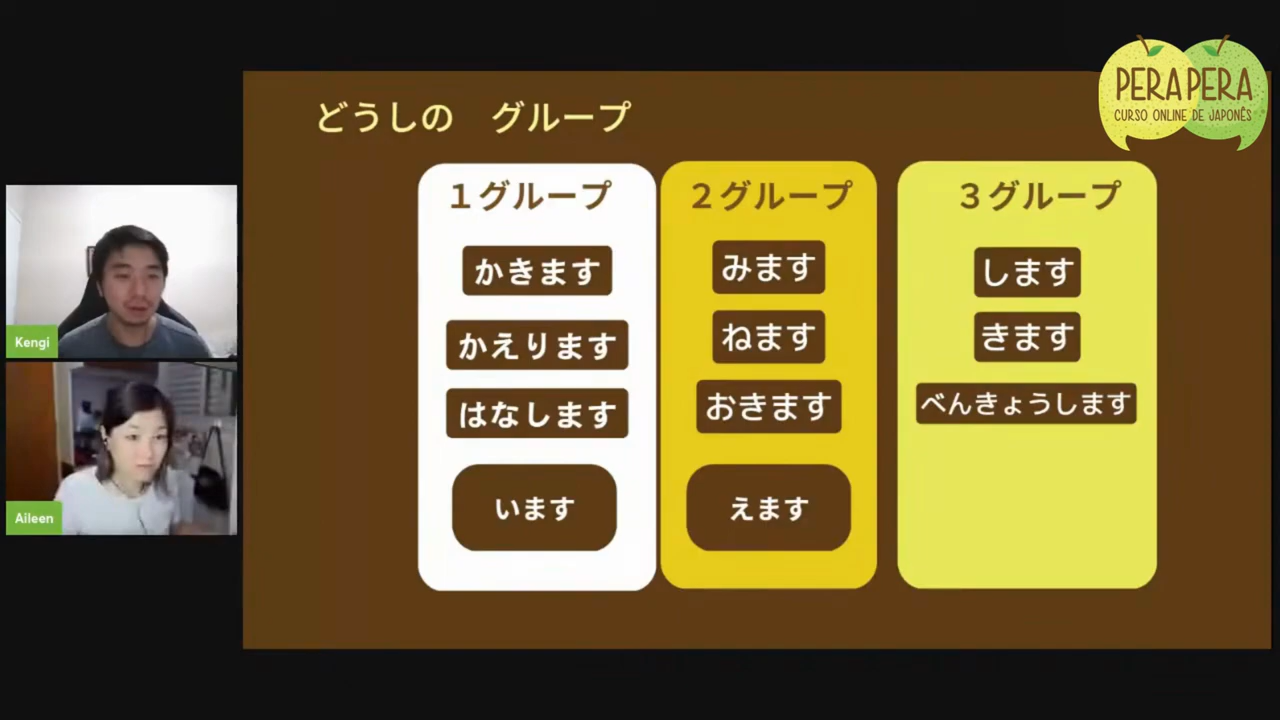 PERA PERA
CURSO ONLINE DE JAPONÊS
どうしの　グループ
１グループ
かきます
かえります
はなします
います
２グループ
みます
ねます
おきます
えます
３グループ
します
きます
べんきょうします
Kengi
Aileen